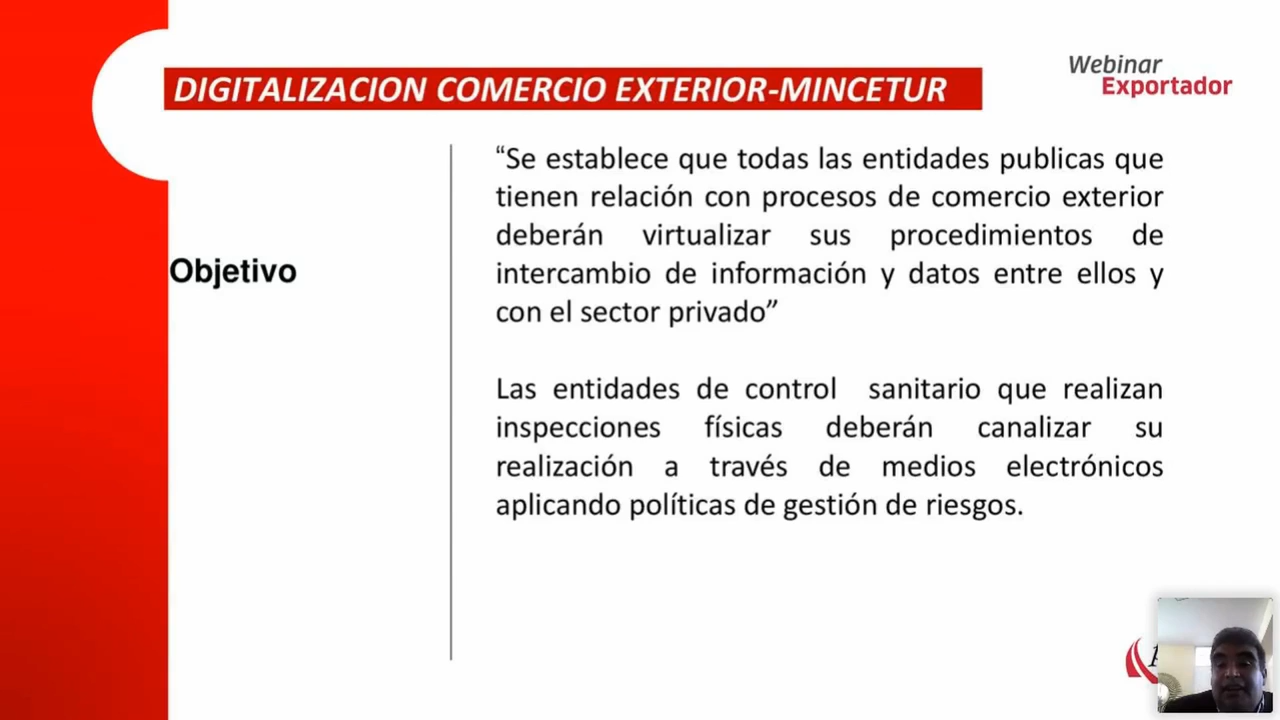 DIGITALIZACION COMERCIO EXTERIOR-MINCETUR
Webinar
Exportador
Objetivo
“Se establece que todas las entidades publicas que
tienen relación con procesos de comercio exterior
deberán virtualizar sus procedimientos de
intercambio de información y datos entre ellos y
con el sector privado”
Las entidades de control sanitario que realizan
inspecciones físicas deberán canalizar su
realización a través de medios electrónicos
aplicando políticas de gestión de riesgos.